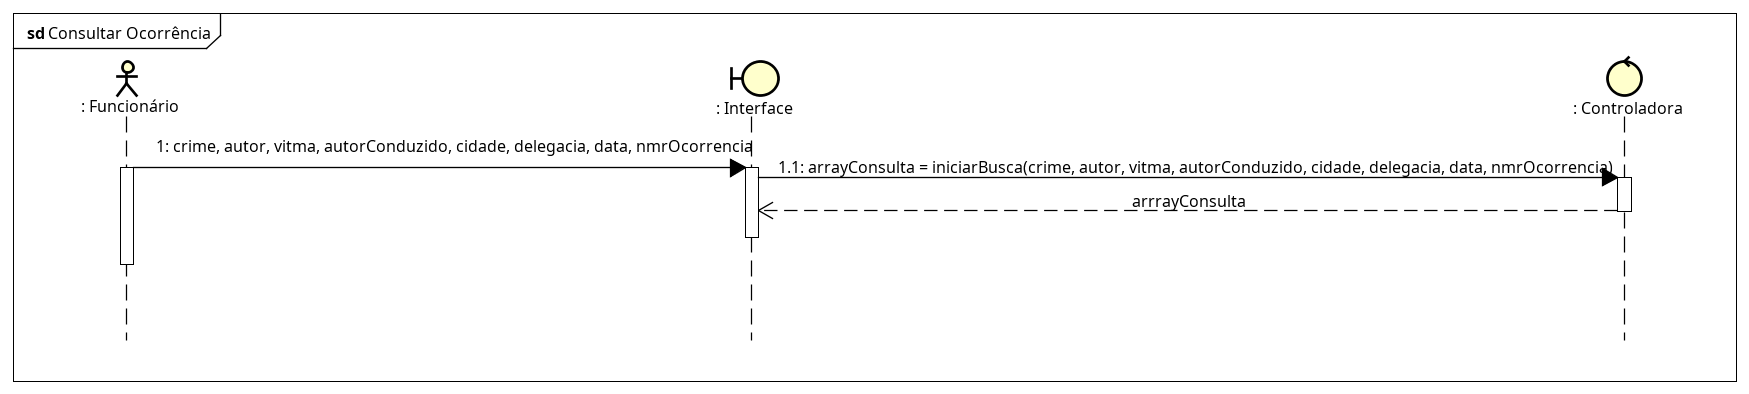 sd Consultar Ocorrência
: Funcionário
: Interface
: Controladora
1: crime, autor, vitma, autorConduzido, cidade, delegacia, data, nmrOcorrencia
1.1: arrayConsulta = iniciarBusca(crime, autor, vitma, autorConduzido, cidade, delegacia, data, nmrOcorrencia)
arrrayConsulta